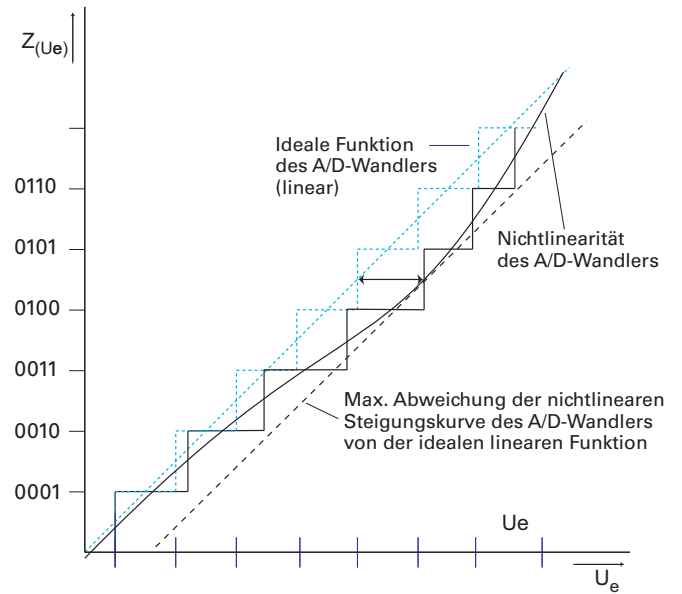 Z(Ue)
Ideale Funktion
des A/D-Wandlers
(linear)
0110
0101
0100
0011
0010
0001
Nichtlinearität
des A/D-Wandlers
Max. Abweichung der nichtlinearen
Steigungskurve des A/D-Wandlers
von der idealen linearen Funktion
Ue
Ue